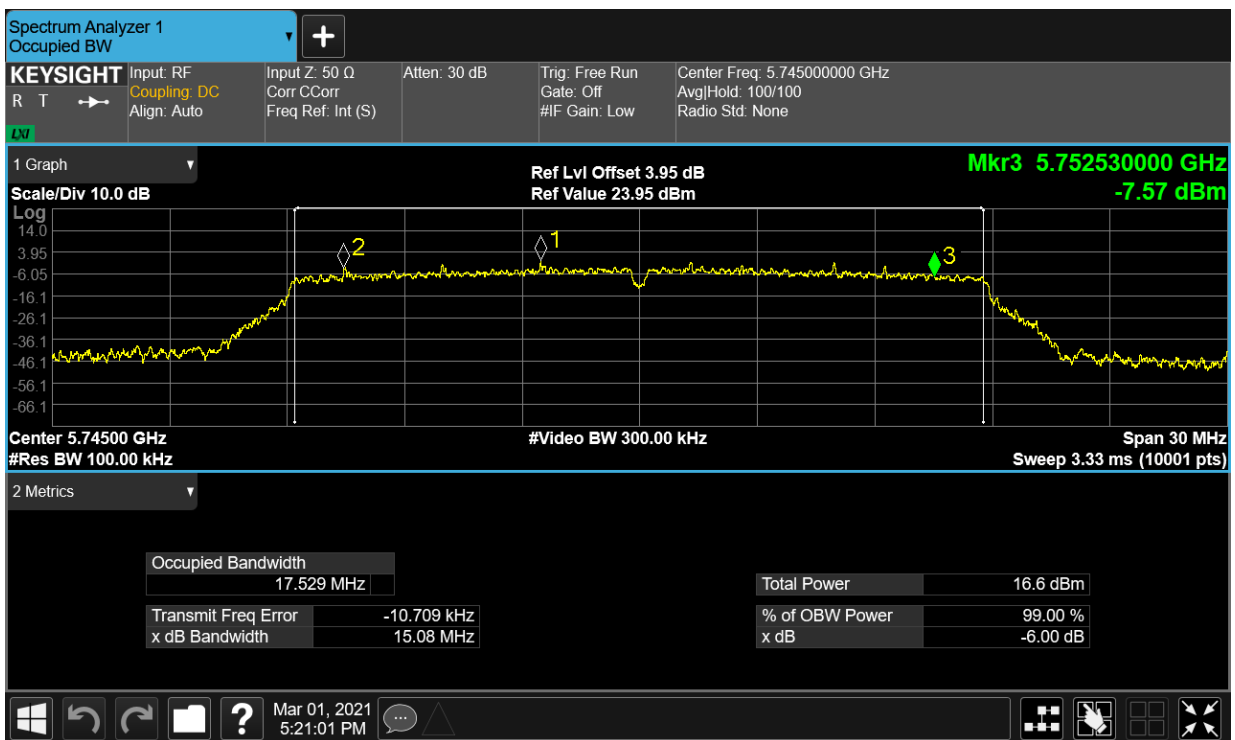 Spectrum Analyzer 1
Occupied BW
▼
+
KEYSIGHT
R T
LXI
Input: RF
Coupling: DC
Align: Auto
Input Z: 50 Ω
Corr CCorr
Freq Ref: Int (S)
Atten: 30 dB
Trig: Free Run
Gate: Off
#IF Gain: Low
Center Freq: 5.745000000 GHz
Avg|Hold: 100/100
Radio Std: None
1 Graph ▼
Scale/Div 10.0 dB
Ref Lvl Offset 3.95 dB
Ref Value 23.95 dBm
Mkr3 5.752530000 GHz
-7.57 dBm
Log
14.0
3.95
-6.05
-16.1
-26.1
-36.1
-46.1
-56.1
-66.1
2
1
3
Center 5.74500 GHz
#Res BW 100.00 kHz
#Video BW 300.00 kHz
Span 30 MHz
Sweep 3.33 ms (10001 pts)
2 Metrics ▼
Occupied Bandwidth
17.529 MHz
Transmit Freq Error -10.709 kHz
x dB Bandwidth 15.08 MHz
Total Power 16.6 dBm
% of OBW Power 99.00 %
x dB -6.00 dB
?
Mar 01, 2021
5:21:01 PM